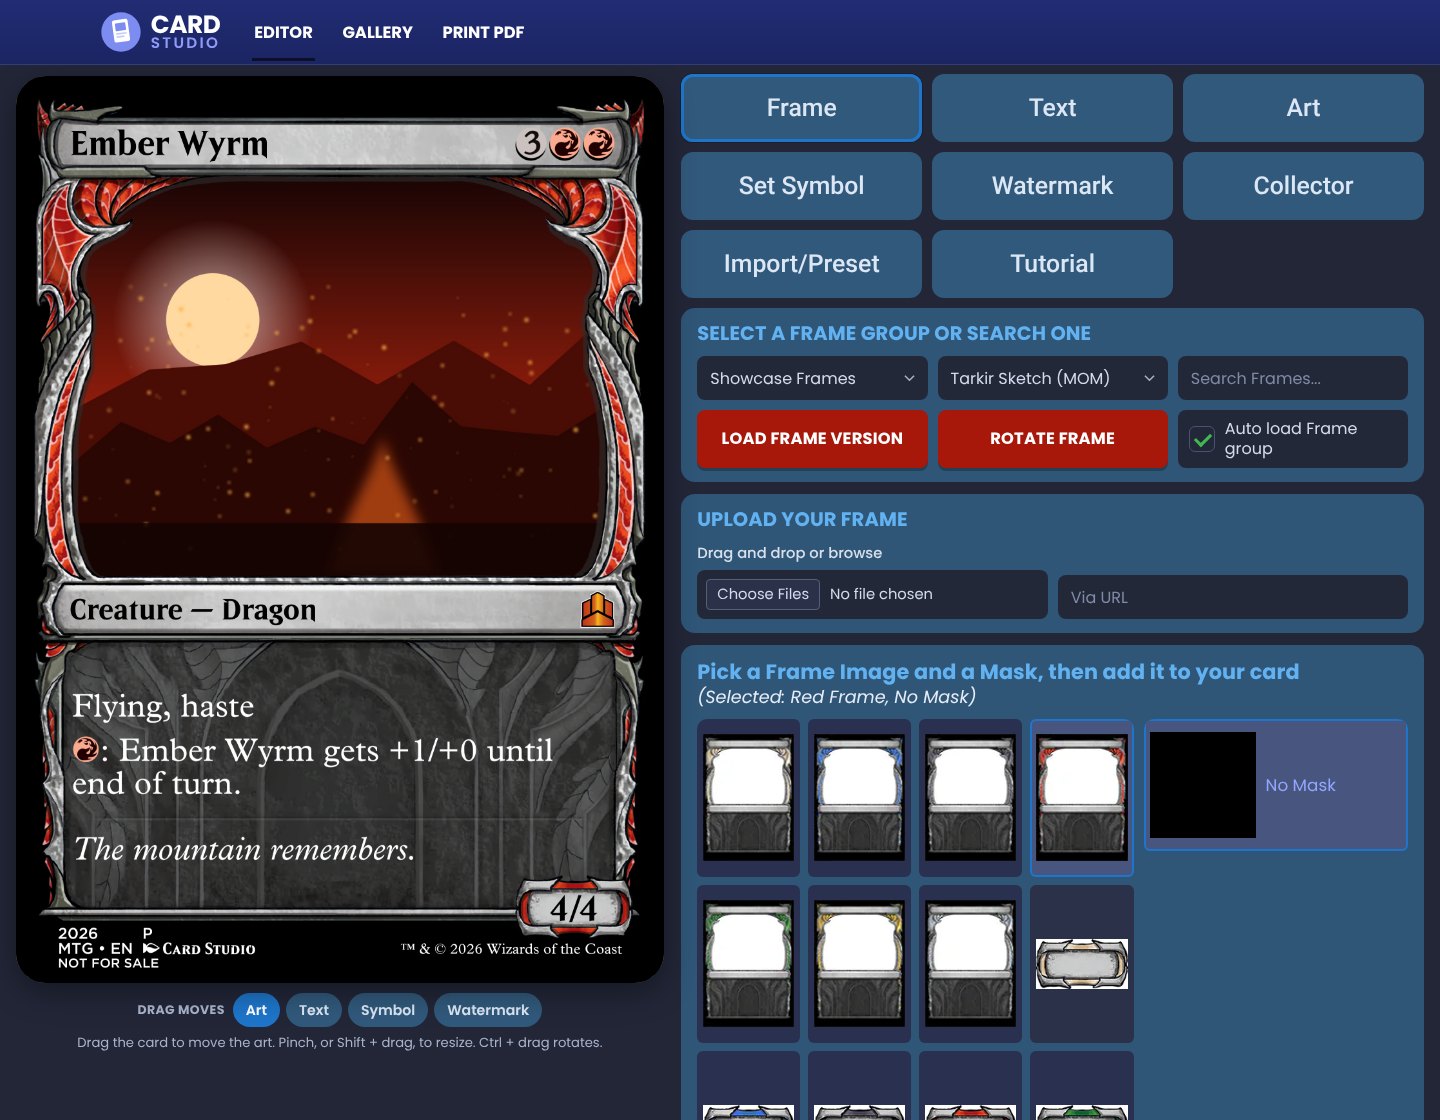 CARD
STUDIO
EDITOR
GALLERY
PRINT PDF
Ember Wyrm
3
Creature — Dragon
Flying, haste
: Ember Wyrm gets +1/+0 until
end of turn.
The mountain remembers.
4/4
2026 P
MTG • EN CARD STUDIO
NOT FOR SALE
™ & © 2026 Wizards of the Coast
DRAG MOVES
Art
Text
Symbol
Watermark
Drag the card to move the art. Pinch, or Shift + drag, to resize. Ctrl + drag rotates.
Frame
Text
Art
Set Symbol
Watermark
Collector
Import/Preset
Tutorial
SELECT A FRAME GROUP OR SEARCH ONE
Showcase Frames
Tarkir Sketch (MOM)
Search Frames...
LOAD FRAME VERSION
ROTATE FRAME
Auto load Frame
group
UPLOAD YOUR FRAME
Drag and drop or browse
Choose Files No file chosen
Via URL
Pick a Frame Image and a Mask, then add it to your card
(Selected: Red Frame, No Mask)
No Mask